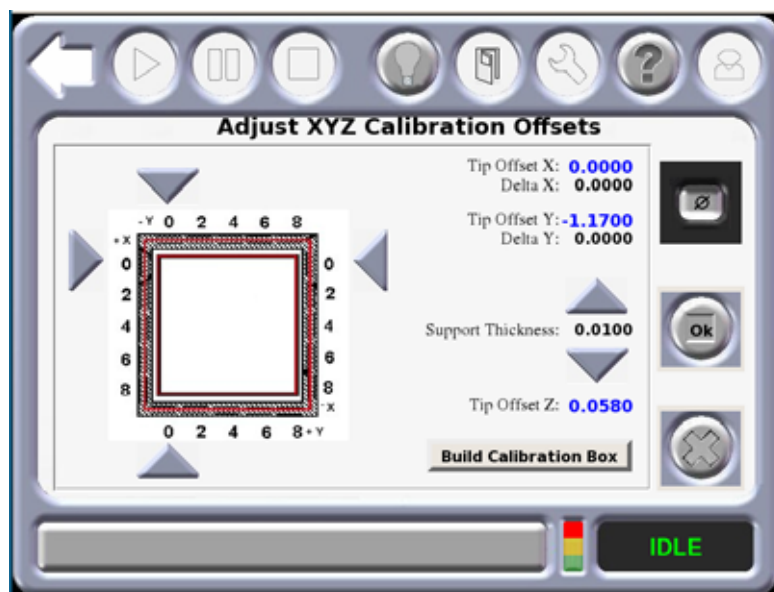 ?
Adjust XYZ Calibration Offsets
Tip Offset X: 0.0000
Delta X: 0.0000
Tip Offset Y: -1.1700
Delta Y: 0.0000
- Y 0 2 4 6 8
+ X
0 0
2 2
4 4
6 6
8 8
- X
0 2 4 6 8 + Y
Support Thickness: 0.0100
Tip Offset Z: 0.0580
Build Calibration Box
Ø
Ok
IDLE